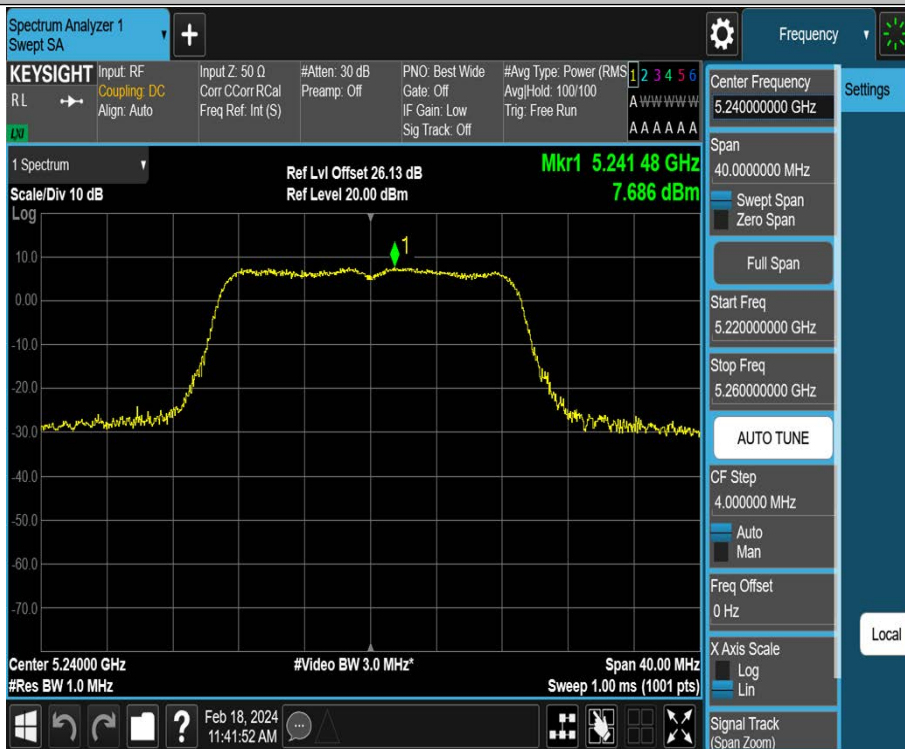 Spectrum Analyzer 1
Swept SA
+
Frequency
KEYSIGHT
RL
LXI
Input: RF
Coupling: DC
Align: Auto
Input Z: 50 Ω
Corr CCorr RCal
Freq Ref: Int (S)
#Atten: 30 dB
Preamp: Off
PNO: Best Wide
Gate: Off
IF Gain: Low
Sig Track: Off
#Avg Type: Power (RMS
Avg|Hold: 100/100
Trig: Free Run
1 2 3 4 5 6
A W W W W W
A A A A A A
1 Spectrum
Scale/Div 10 dB
Log
Ref Lvl Offset 26.13 dB
Ref Level 20.00 dBm
Mkr1 5.241 48 GHz
7.686 dBm
1
10.0
0.00
-10.0
-20.0
-30.0
-40.0
-50.0
-60.0
-70.0
Center 5.24000 GHz
#Res BW 1.0 MHz
#Video BW 3.0 MHz*
Span 40.00 MHz
Sweep 1.00 ms (1001 pts)
?
Feb 18, 2024
11:41:52 AM
Center Frequency
5.240000000 GHz
Span
40.0000000 MHz
Swept Span
Zero Span
Full Span
Start Freq
5.220000000 GHz
Stop Freq
5.260000000 GHz
AUTO TUNE
CF Step
4.000000 MHz
Auto
Man
Freq Offset
0 Hz
X Axis Scale
Log
Lin
Signal Track
(Span Zoom)
Settings
Local